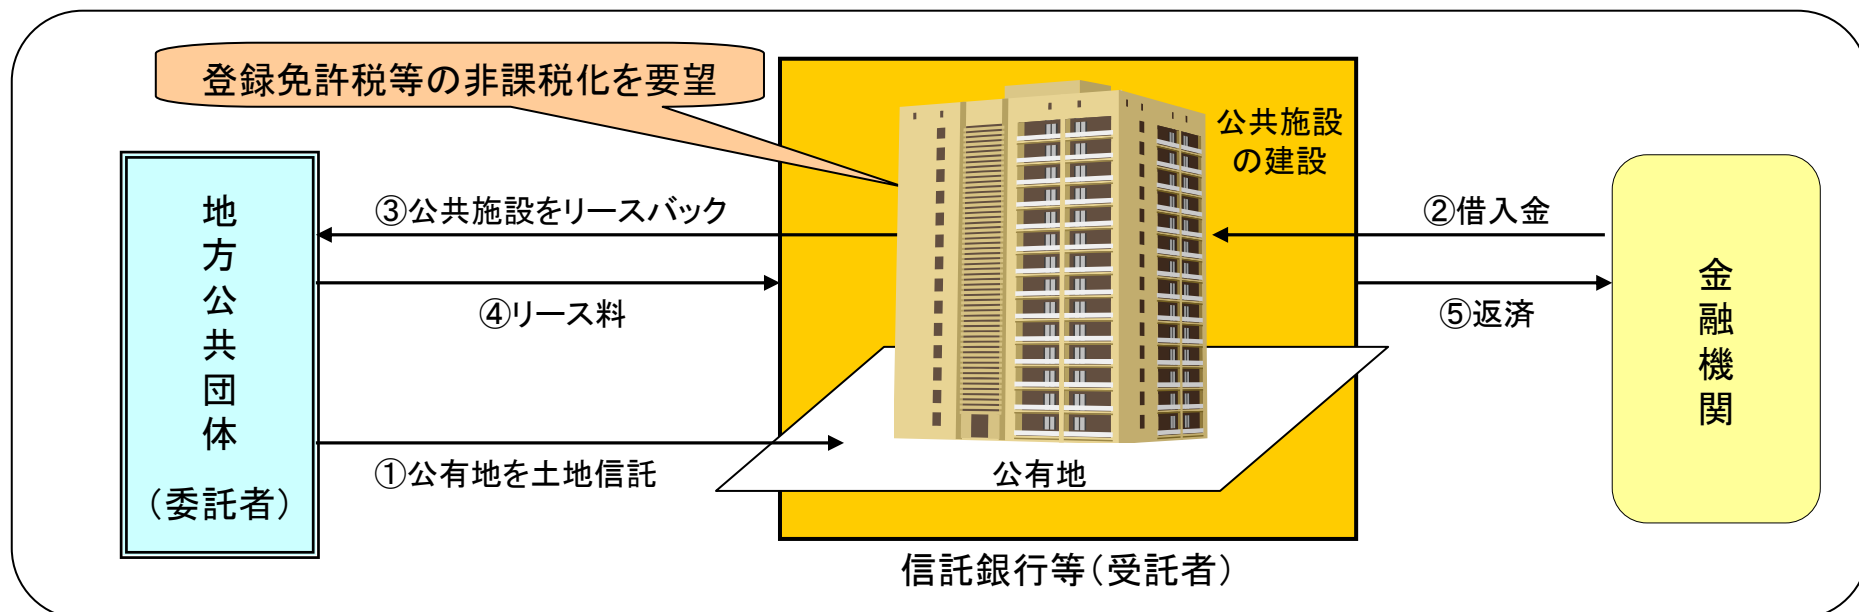 登録免許税等の非課税化を要望
公共施設
の建設
地方公共団体
（委託者）
③公共施設をリースバック
④リース料
①公有地を土地信託
公有地
②借入金
⑤返済
金融機関
信託銀行等（受託者）